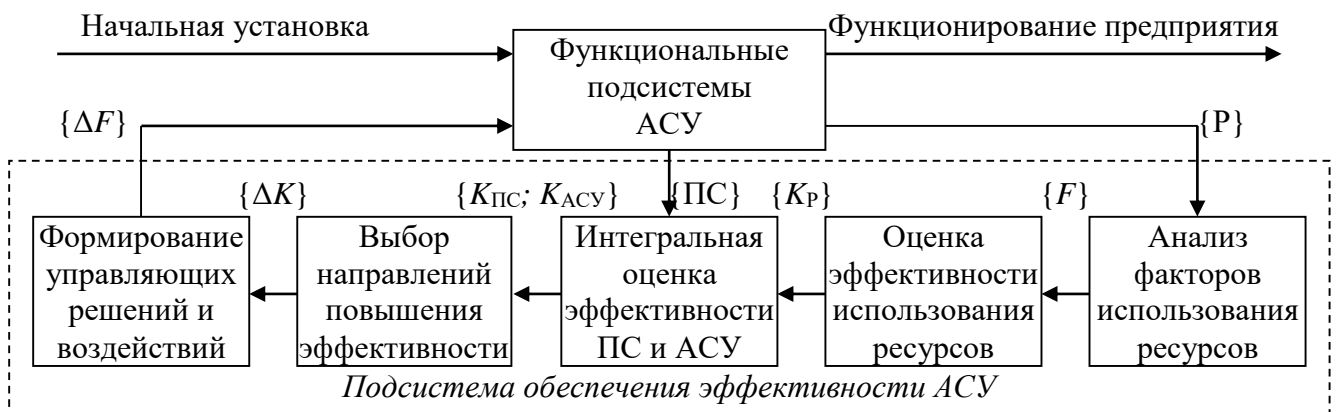 Начальная установка
Функциональные
подсистемы
АСУ
Функционирование предприятия
{ΔF}
{P}
{ΔK}
{KПС; KАСУ}
{ПС}
{KР}
{F}
Формирование
управляющих
решений и
воздействий
Выбор
направлений
повышения
эффективности
Интегральная
оценка
эффективности
ПС и АСУ
Оценка
эффективности
использования
ресурсов
Анализ
факторов
использования
ресурсов
Подсистема обеспечения эффективности АСУ